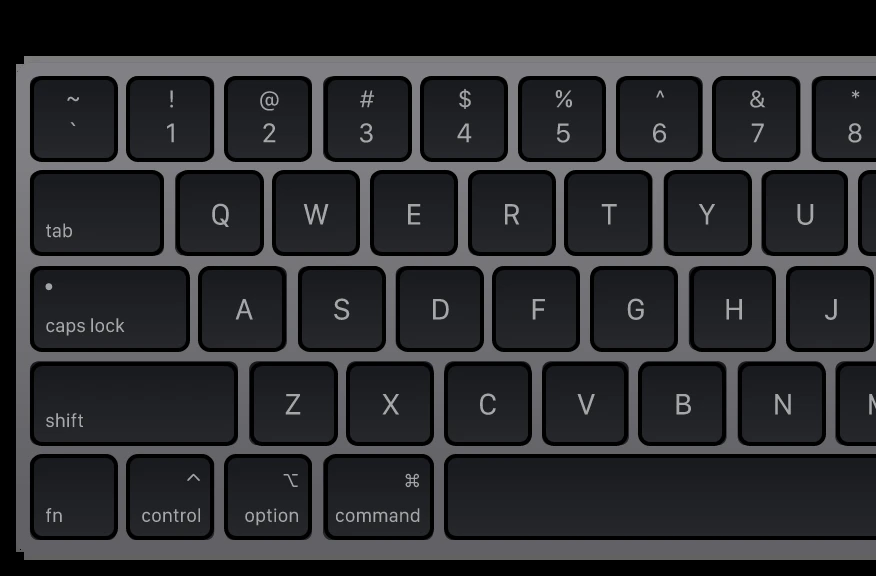 ~ ! @ # $ % ^ & *
` 1 2 3 4 5 6 7 8
tab Q W E R T Y U
caps lock A S D F G H J
shift Z X C V B N M
^ ⌥ ⌘
fn control option command